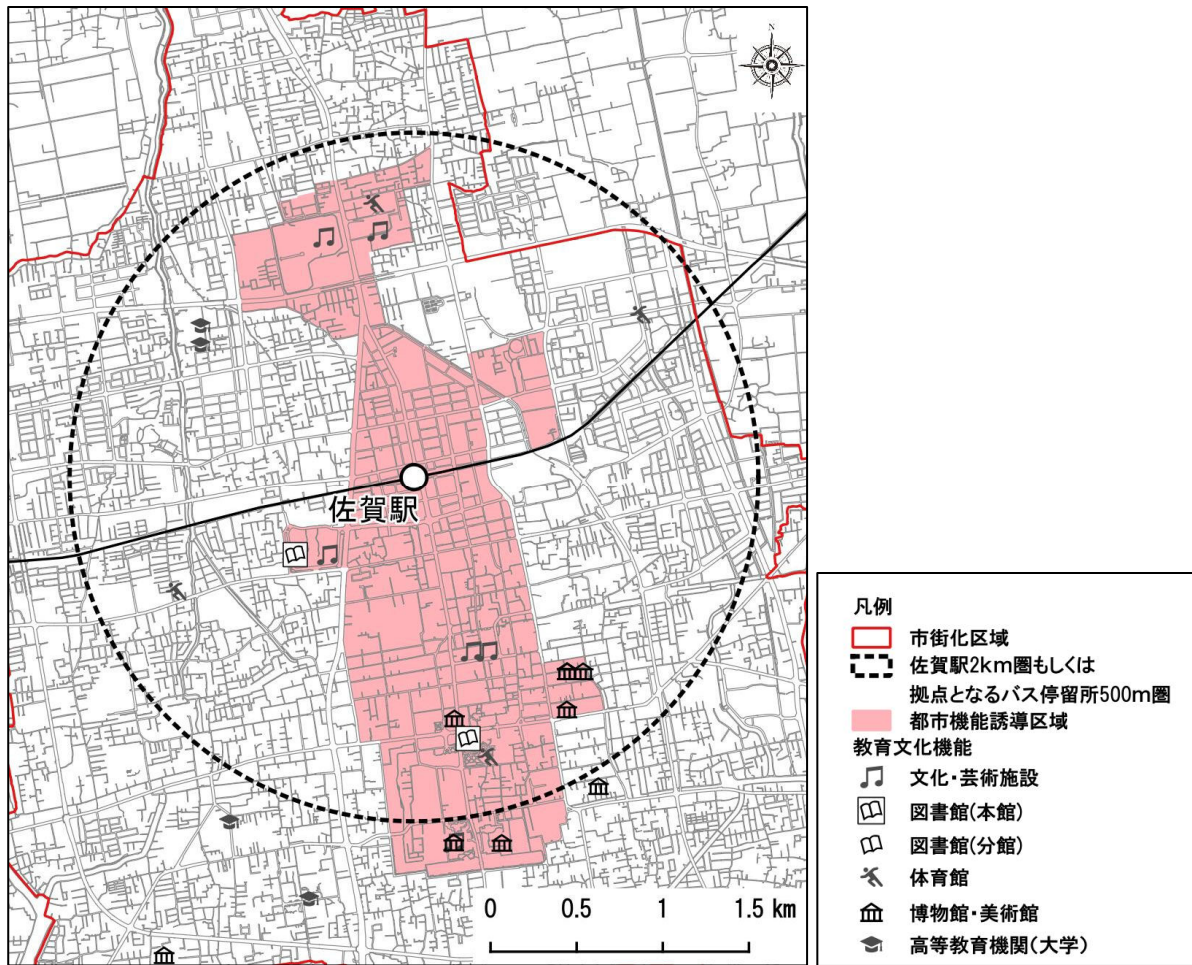 N
佐賀駅
0 0.5 1 1.5 km
凡例
市街化区域
佐賀駅2km圏もしくは
拠点となるバス停留所500m圏
都市機能誘導区域
教育文化機能
文化・芸術施設
図書館(本館)
図書館(分館)
体育館
博物館・美術館
高等教育機関(大学)